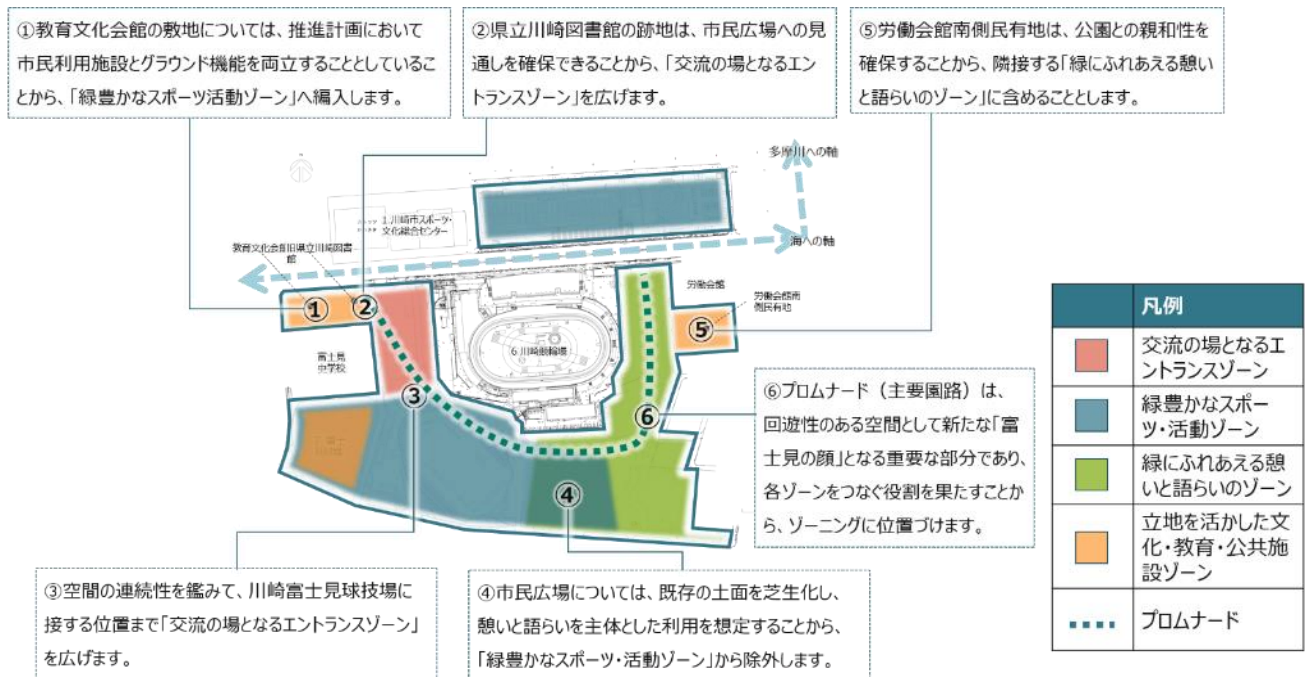 ①教育文化会館の敷地については、推進計画において
市民利用施設とグラウンド機能を両立することとしているこ
とから、「緑豊かなスポーツ活動ゾーン」へ編入します。
②県立川崎図書館の跡地は、市民広場への見
通しを確保できることから、「交流の場となるエン
トランスゾーン」を広げます。
⑤労働会館南側民有地は、公園との親和性を
確保することから、隣接する「緑にふれあえる憩い
と語らいのゾーン」に含めることとします。
多摩川への軸
1.川崎市スポーツ・
文化総合センター
教育文化会館
旧県立川崎図書
館
海への軸
労働会館
労働会館南
側民有地
①
②
⑤
6.川崎競輪場
富士見
中学校
③
⑥
④
⑥プロムナード（主要園路）は、
回遊性のある空間として新たな「富
士見の顔」となる重要な部分であり、
各ゾーンをつなぐ役割を果たすことか
ら、ゾーニングに位置づけます。
凡例
交流の場となるエ
ントランスゾーン
緑豊かなスポー
ツ・活動ゾーン
緑にふれあえる憩
いと語らいのゾーン
立地を活かした文
化・教育・公共施
設ゾーン
プロムナード
③空間の連続性を鑑みて、川崎富士見球技場に
接する位置まで「交流の場となるエントランスゾーン」
を広げます。
④市民広場については、既存の土面を芝生化し、
憩いと語らいを主体とした利用を想定することから、
「緑豊かなスポーツ・活動ゾーン」から除外します。